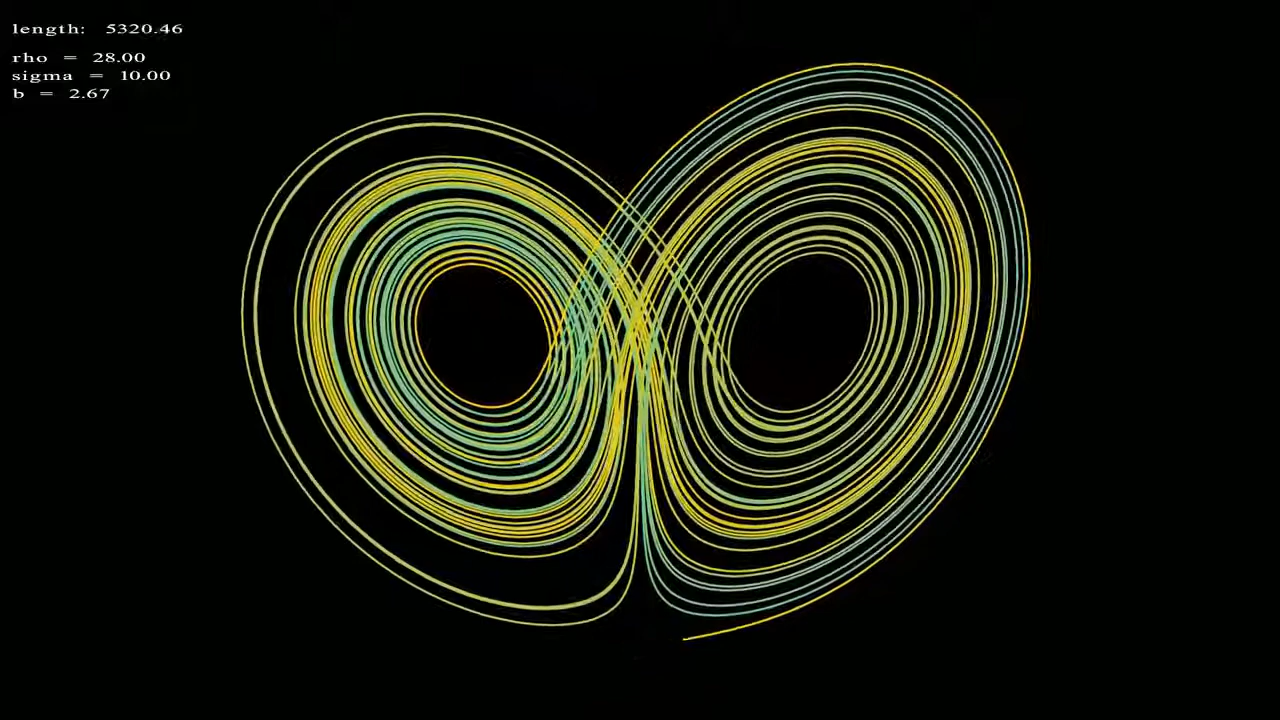 length: 5320.46
rho = 28.00
sigma = 10.00
b = 2.67